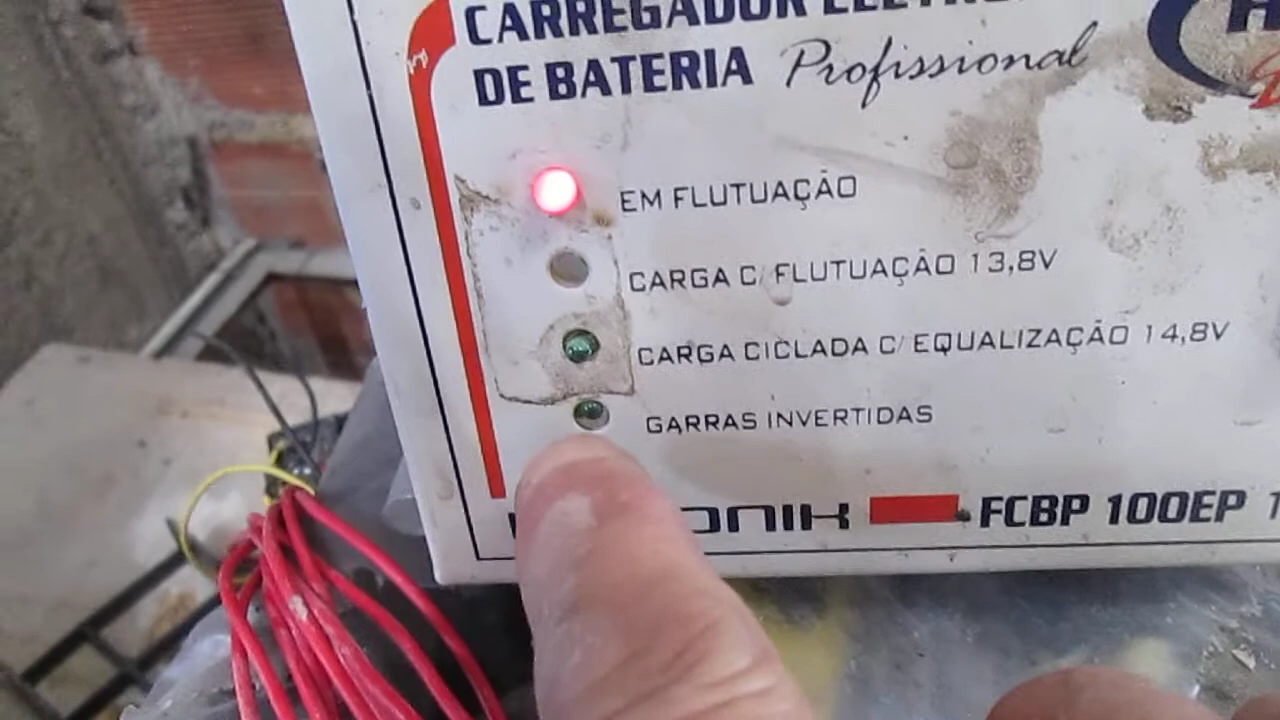 CARREGADOR
DE BATERIA Profissional
EM FLUTUAÇÃO
CARGA C/ FLUTUAÇÃO 13,8V
CARGA CICLADA C/ EQUALIZAÇÃO 14,8V
GARRAS INVERTIDAS
FCBP 100EP